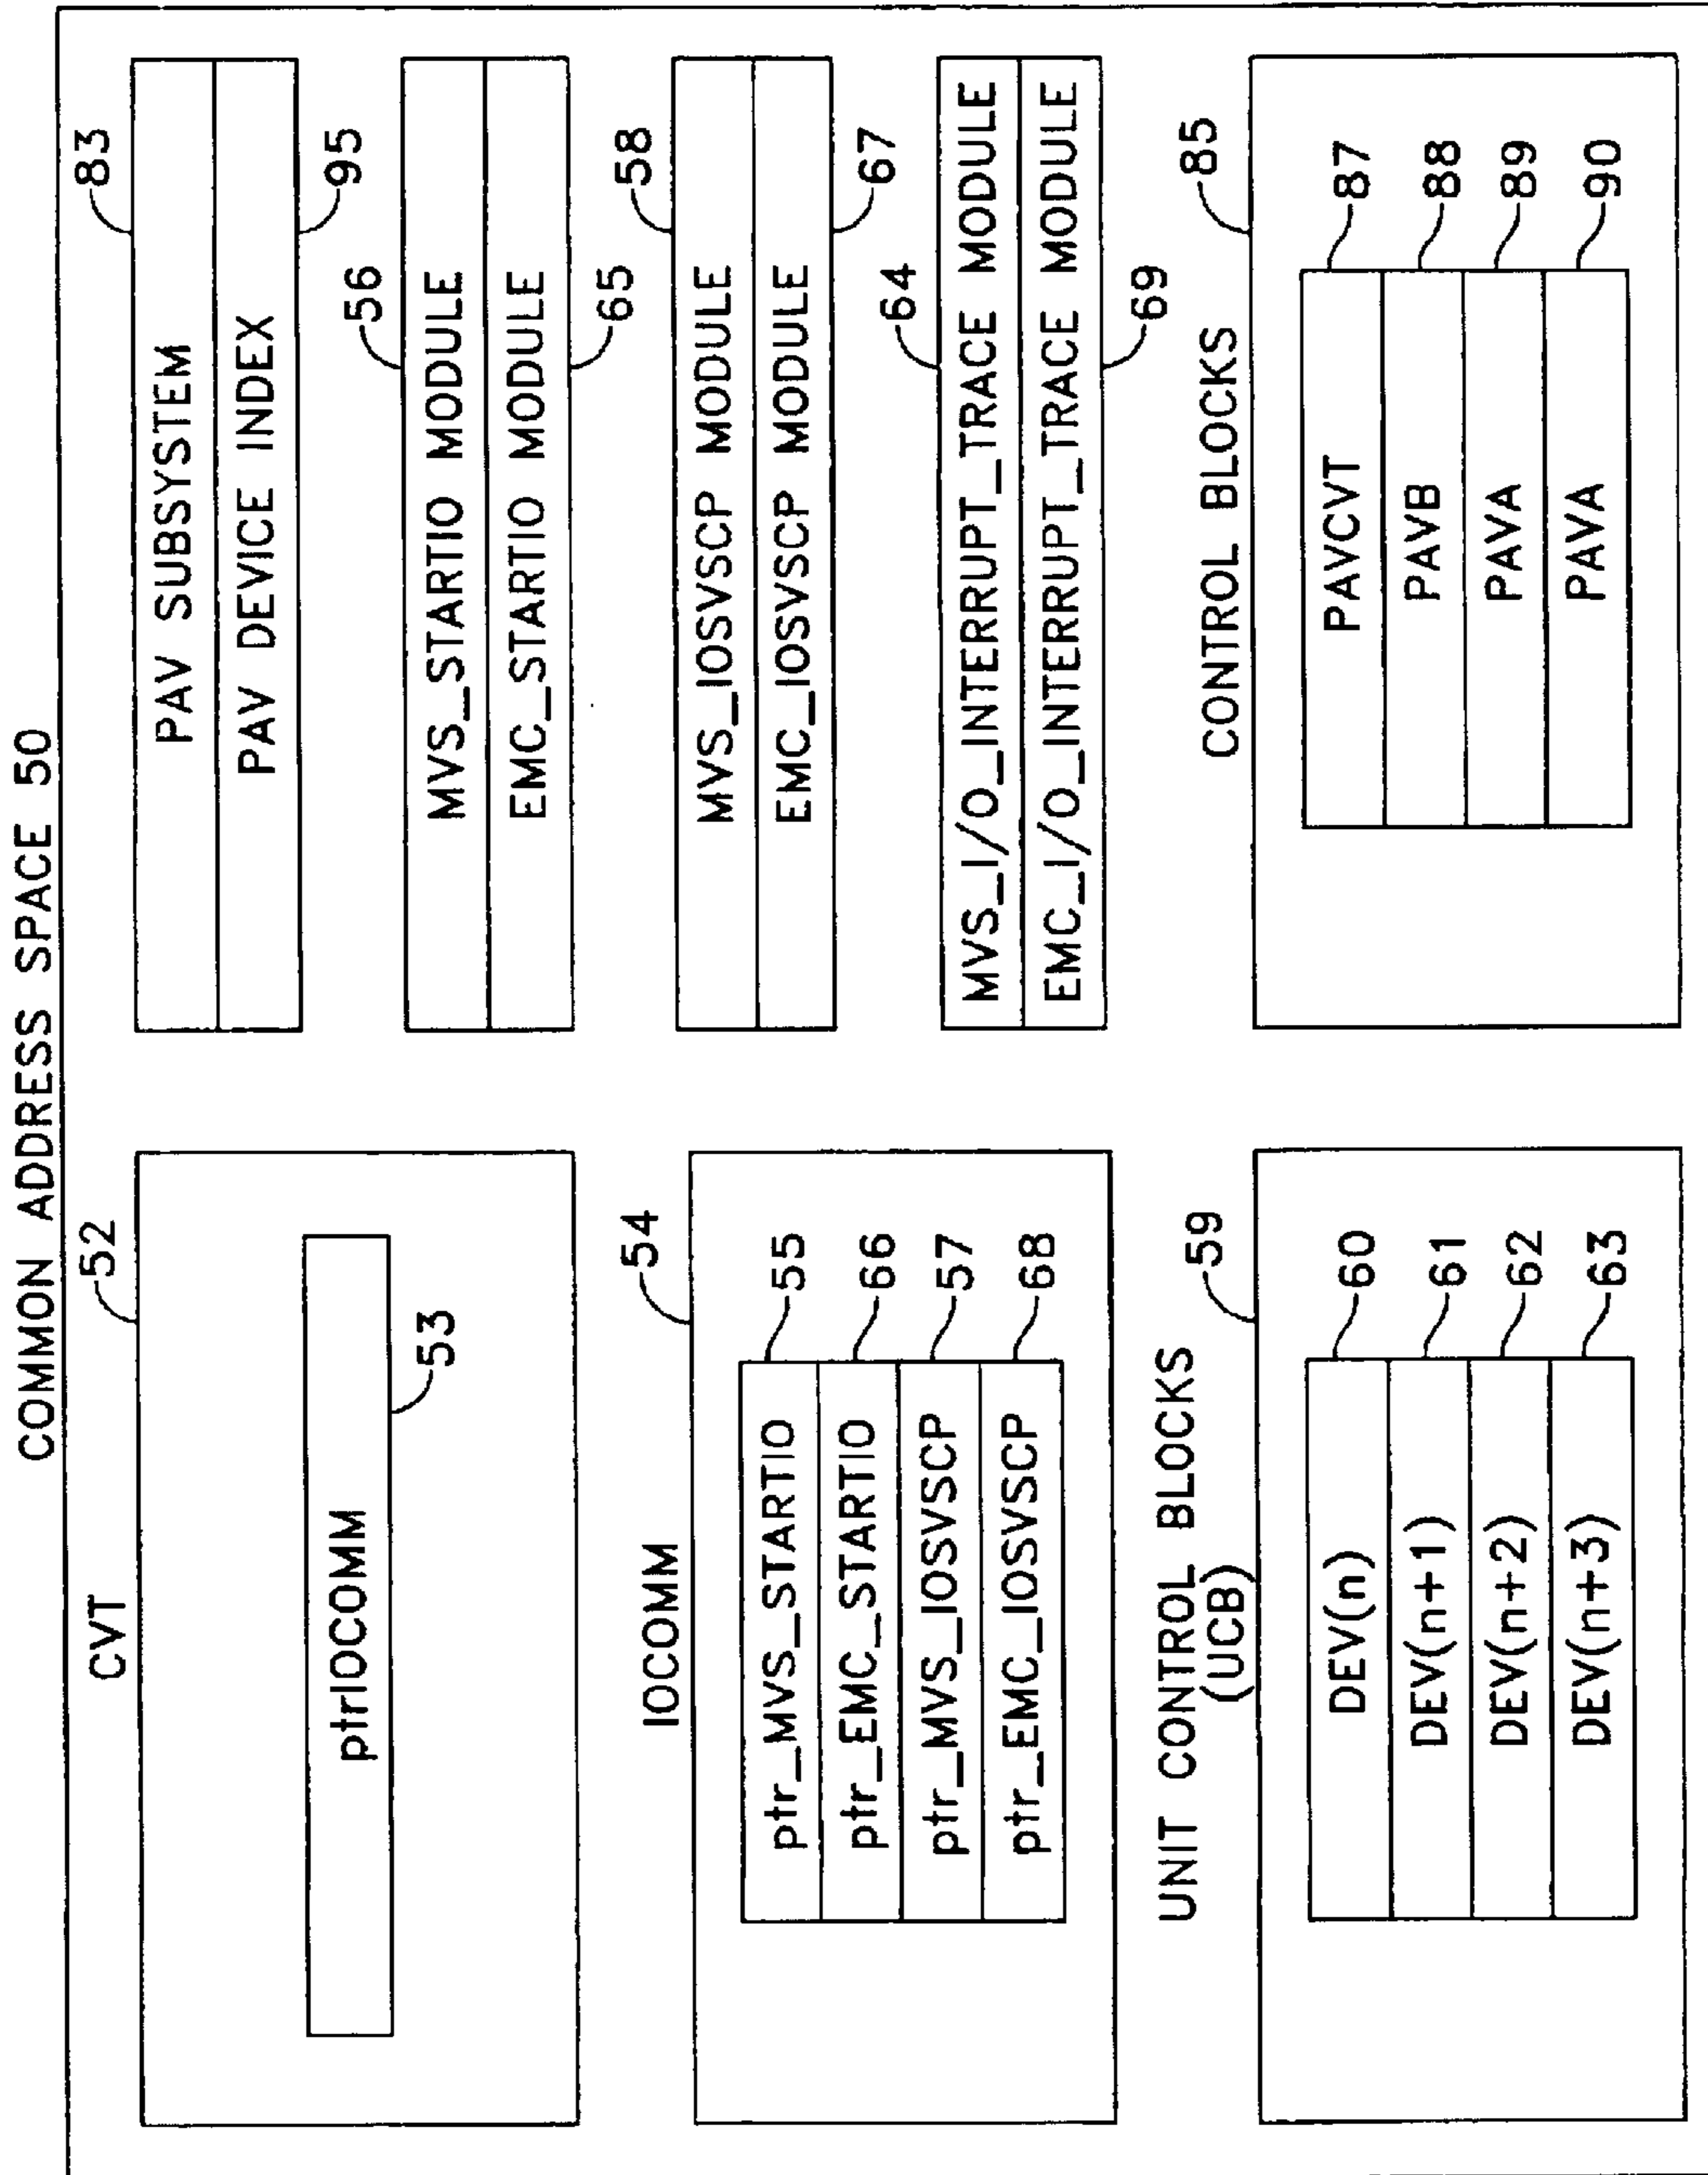 COMMON ADDRESS SPACE 50
CVT
52
ptrIOCOMM
53
IOCOMM
54
ptr_MVS_STARTIO
55
ptr_EMC_STARTIO
66
ptr_MVS_IOSVSCP
57
ptr_EMC_IOSVSCP
68
UNIT CONTROL BLOCKS
(UCB)
59
DEV(n)
60
DEV(n+1)
61
DEV(n+2)
62
DEV(n+3)
63
83
PAV SUBSYSTEM
PAV DEVICE INDEX
95
56
MVS_STARTIO MODULE
EMC_STARTIO MODULE
65
58
MVS_IOSVSCP MODULE
EMC_IOSVSCP MODULE
67
64
MVS_I/O_INTERRUPT_TRACE MODULE
EMC_I/O_INTERRUPT_TRACE MODULE
69
CONTROL BLOCKS
85
PAVCVT
87
PAVB
88
PAVA
89
PAVA
90